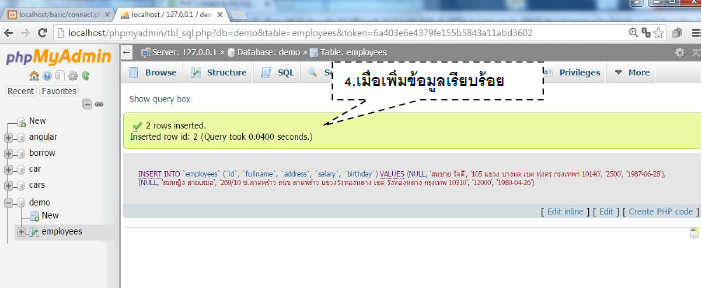 localhost/basic/connect.p
localhost / 127.0.0.1 / dem
localhost/phpmyadmin/tbl_sql.php?db=demo&table=employees&token=6a403e6e4379fe155b5843a11abd3602
phpMyAdmin
Server: 127.0.0.1 » Database: demo » Table: employees
Recent Favorites
Browse Structure SQL Privileges More
4.เมื่อเพิ่มข้อมูลเรียบร้อย
Show query box
New
angular
borrow
car
cars
demo
New
employees
2 rows inserted.
Inserted row id: 2 (Query took 0.0400 seconds.)
INSERT INTO `employees` (`id`, `fullname`, `address`, `salary`, `birthday`) VALUES (NULL, 'สมชาย ใจดี', '105 แขวง บางมด เขต ทุ่งครุ กรุงเทพฯ 10140', '2500', '1987-06-28'),
(NULL, 'สมหญิง สายเสมอ', '269/10 ซ.ลาดพร้าว ถนน ลาดพร้าว แขวงวังทองหลาง เขต วังทองหลาง กรุงเทพ 10310', '12000', '1980-04-26')
[ Edit inline ] [ Edit ] [ Create PHP code ]